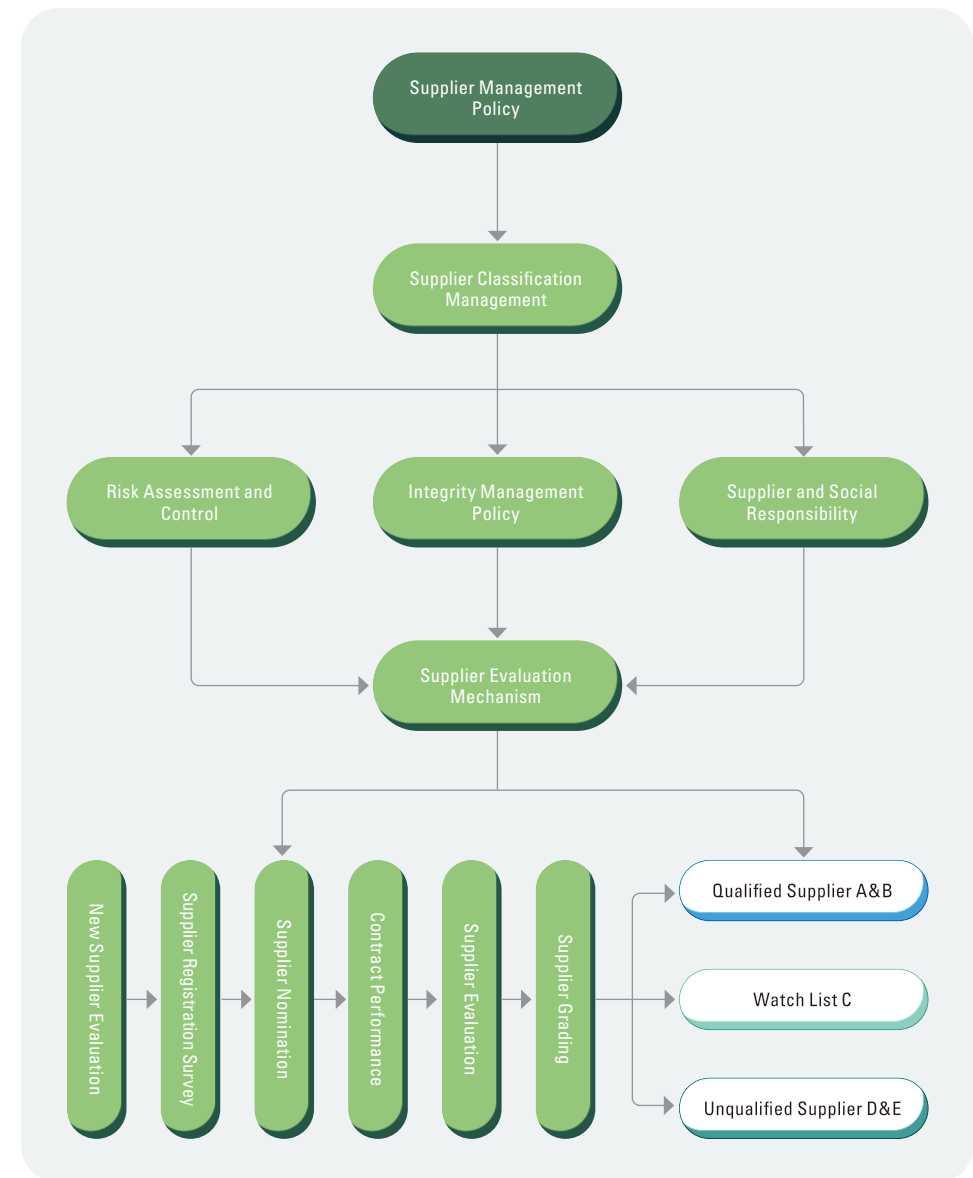 Supplier Management
Policy
Supplier Classification
Management
Risk Assessment and
Control
Integrity Management
Policy
Supplier and Social
Responsibility
Supplier Evaluation
Mechanism
New Supplier Evaluation
Supplier Registration Survey
Supplier Nomination
Contract Performance
Supplier Evaluation
Supplier Grading
Qualified Supplier A&B
Watch List C
Unqualified Supplier D&E